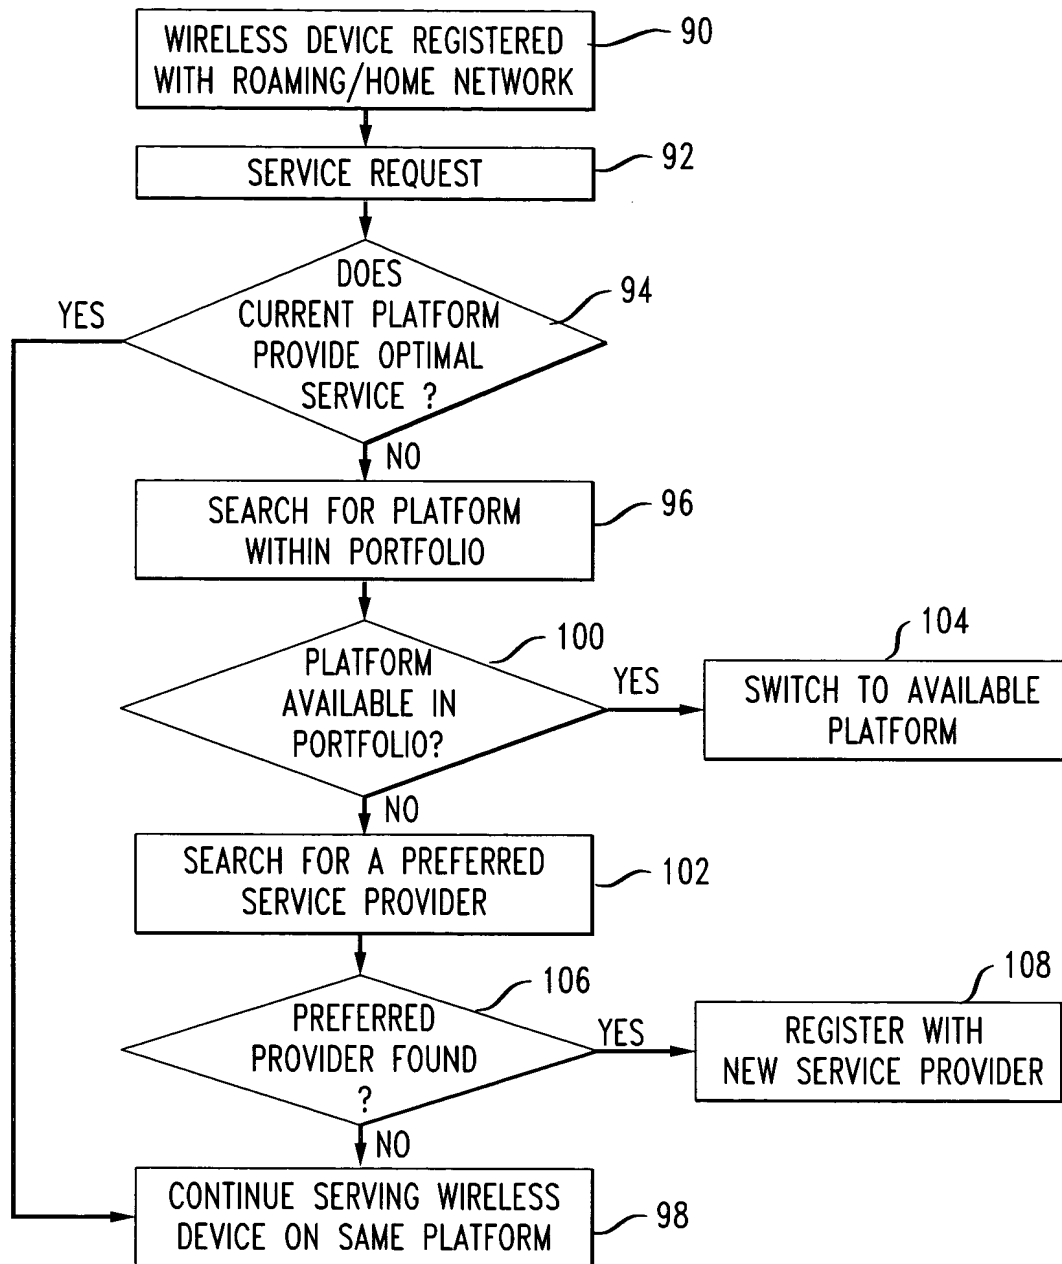 WIRELESS DEVICE REGISTERED
WITH ROAMING/HOME NETWORK
90
SERVICE REQUEST
92
DOES
CURRENT PLATFORM
PROVIDE OPTIMAL
SERVICE ?
94
YES
NO
SEARCH FOR PLATFORM
WITHIN PORTFOLIO
96
PLATFORM
AVAILABLE IN
PORTFOLIO?
100
YES
SWITCH TO AVAILABLE
PLATFORM
104
NO
SEARCH FOR A PREFERRED
SERVICE PROVIDER
102
PREFERRED
PROVIDER FOUND
?
106
YES
REGISTER WITH
NEW SERVICE PROVIDER
108
NO
CONTINUE SERVING WIRELESS
DEVICE ON SAME PLATFORM
98